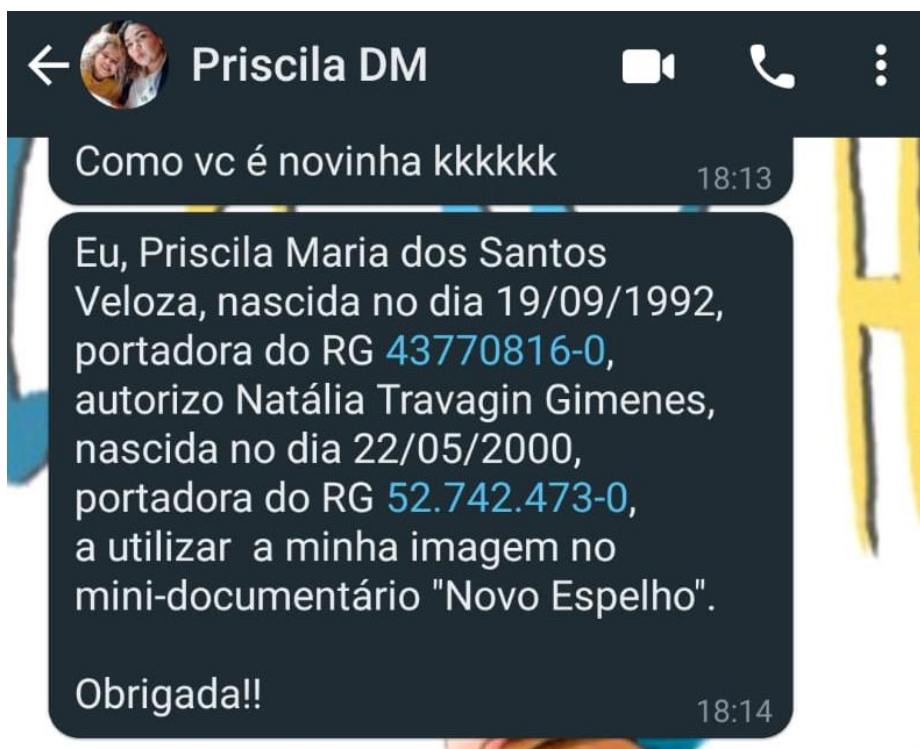 Priscila DM
Como vc é novinha kkkkkk
18:13
Eu, Priscila Maria dos Santos
Veloza, nascida no dia 19/09/1992,
portadora do RG 43770816-0,
autorizo Natália Travagin Gimenes,
nascida no dia 22/05/2000,
portadora do RG 52.742.473-0,
a utilizar  a minha imagem no
mini-documentário "Novo Espelho".
Obrigada!!
18:14